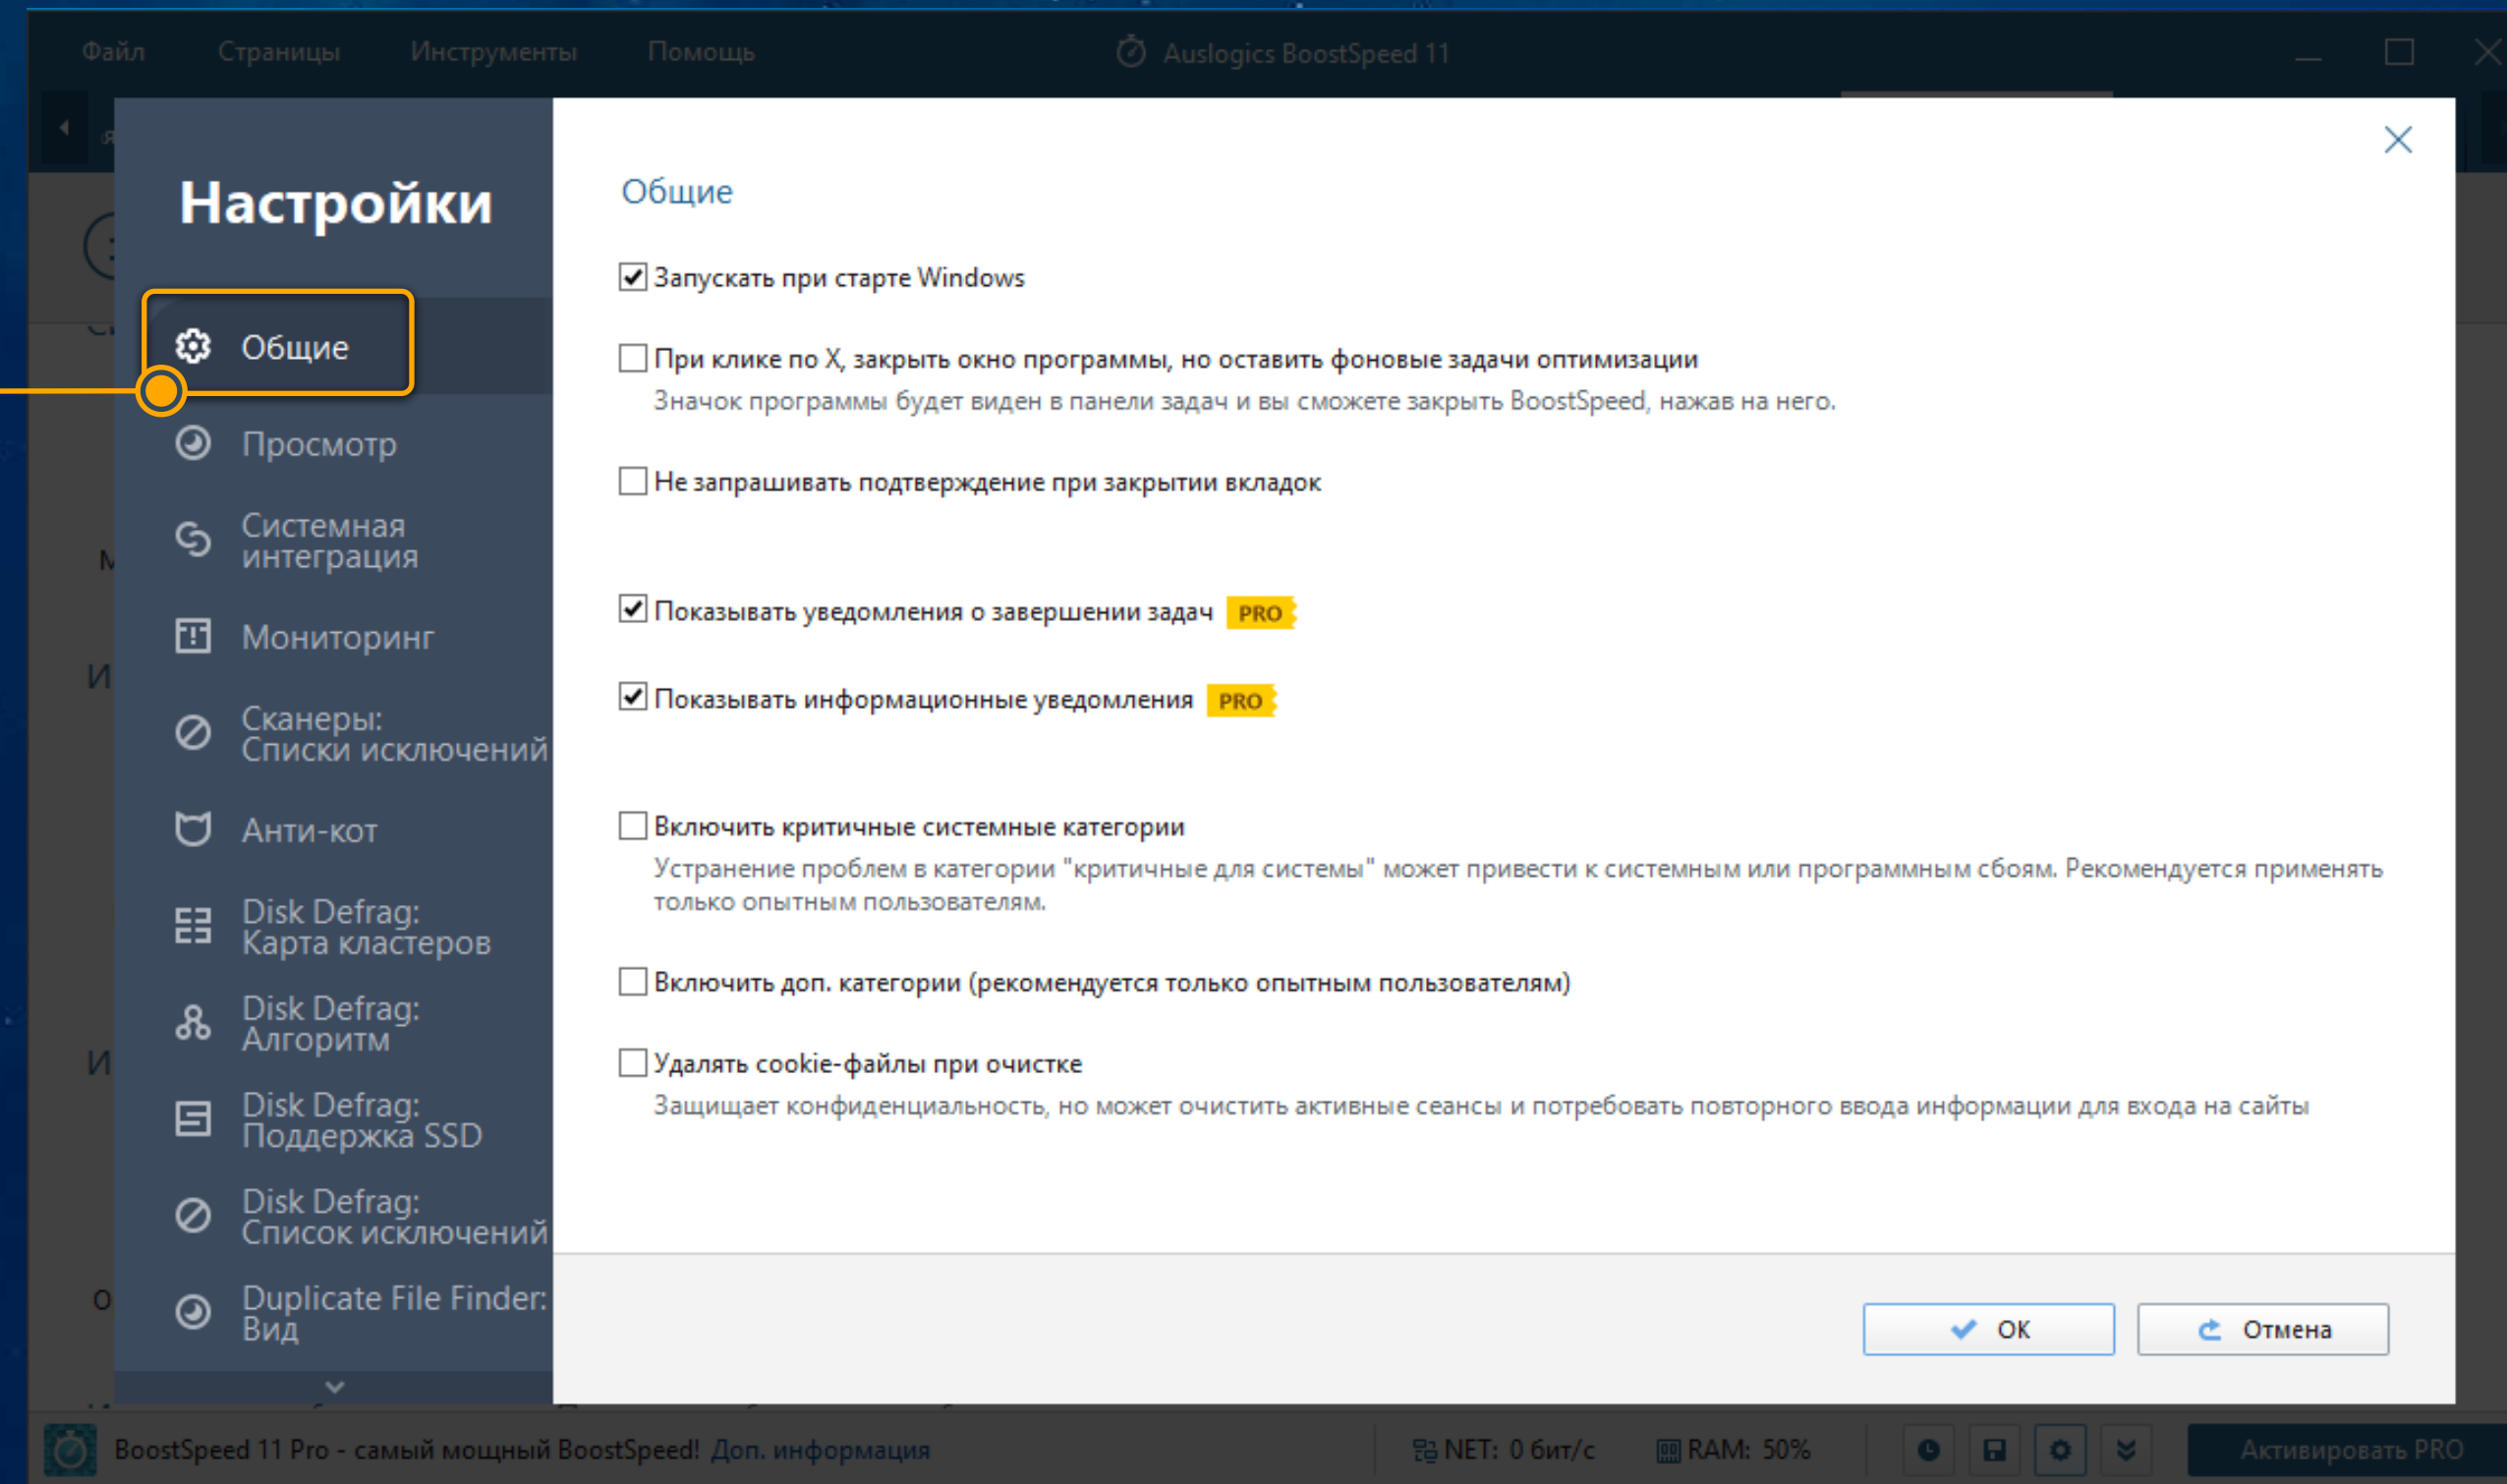 Файл Страницы Инструменты Помощь Auslogics BoostSpeed 11
Настройки
Общие
Просмотр
Системная
интеграция
Мониторинг
Сканеры:
Списки исключений
Анти-кот
Disk Defrag:
Карта кластеров
Disk Defrag:
Алгоритм
Disk Defrag:
Поддержка SSD
Disk Defrag:
Список исключений
Duplicate File Finder:
Вид
Общие
Запускать при старте Windows
При клике по X, закрыть окно программы, но оставить фоновые задачи оптимизации
Значок программы будет виден в панели задач и вы сможете закрыть BoostSpeed, нажав на него.
Не запрашивать подтверждение при закрытии вкладок
Показывать уведомления о завершении задач PRO
Показывать информационные уведомления PRO
Включить критичные системные категории
Устранение проблем в категории "критичные для системы" может привести к системным или программным сбоям. Рекомендуется применять
только опытным пользователям.
Включить доп. категории (рекомендуется только опытным пользователям)
Удалять cookie-файлы при очистке
Защищает конфиденциальность, но может очистить активные сеансы и потребовать повторного ввода информации для входа на сайты
OK Отмена
BoostSpeed 11 Pro - самый мощный BoostSpeed! Доп. информация NET: 0 бит/с RAM: 50% Активировать PRO